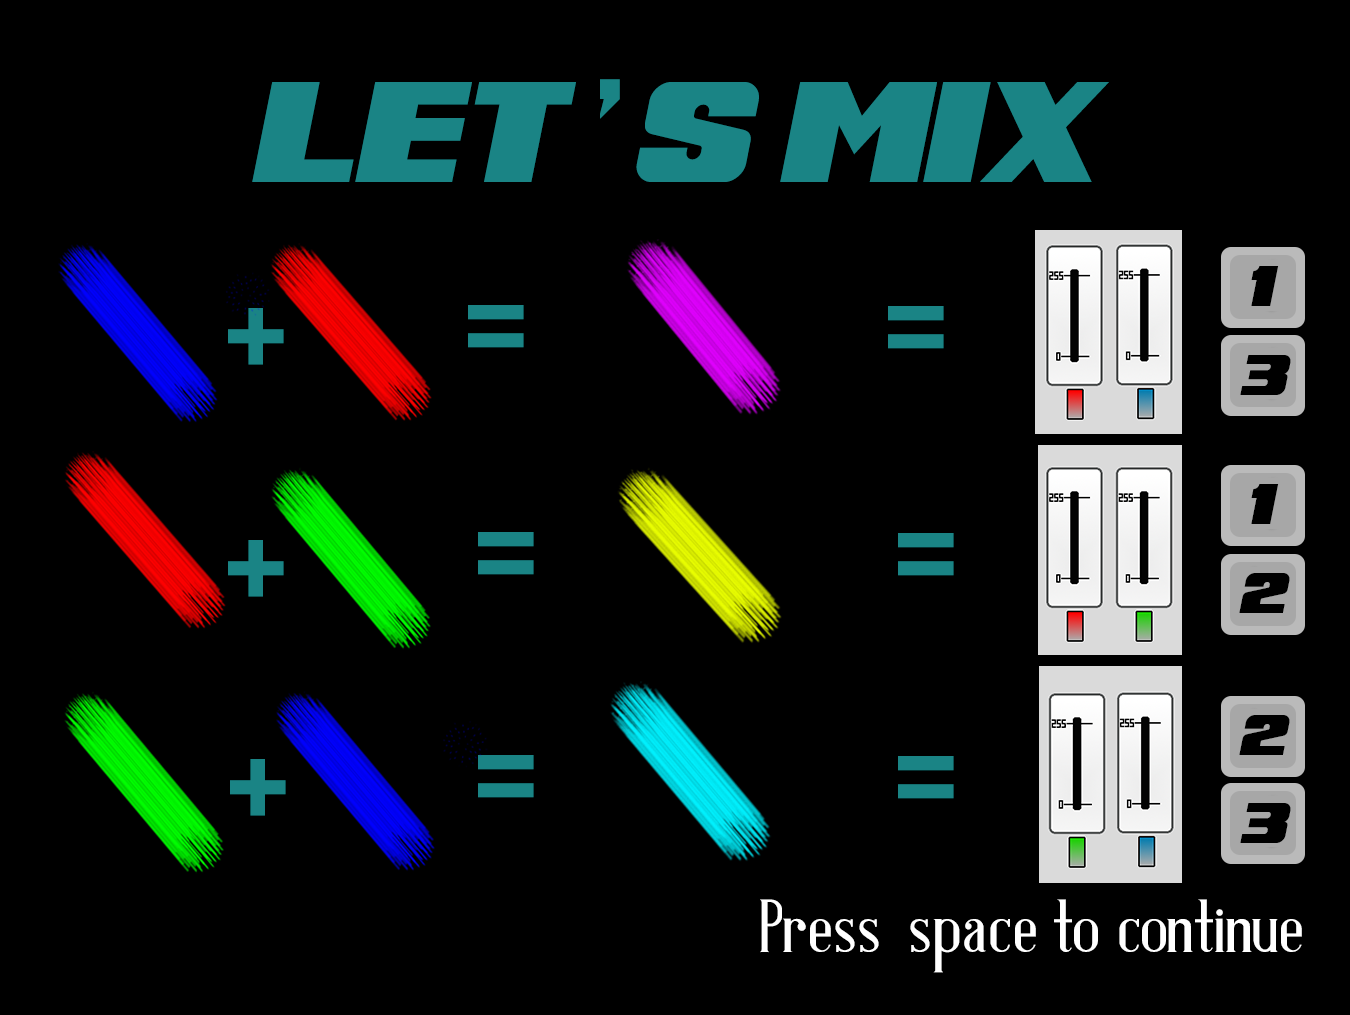 LET'S MIX
+ = =
255 255
0 0
1
3
+ = =
255 255
0 0
1
2
+ = =
255 255
0 0
2
3
Press space to continue